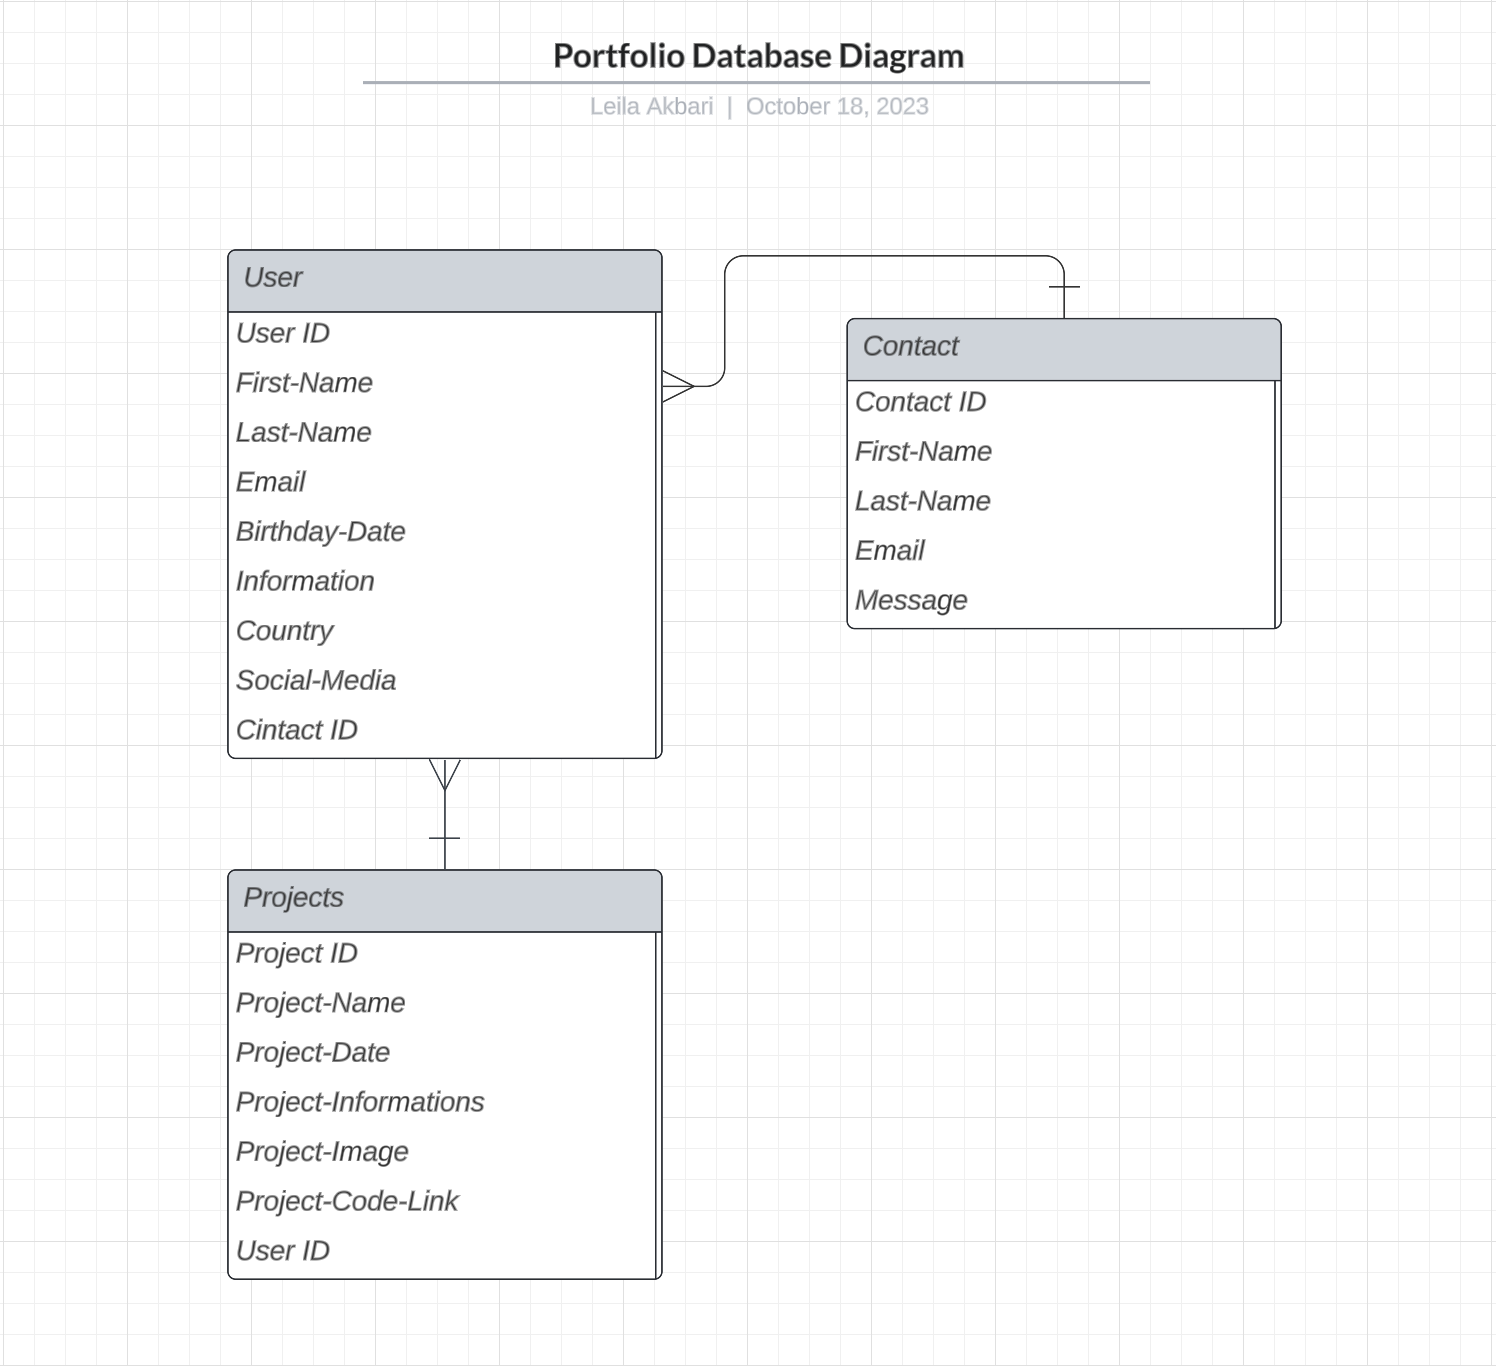 Portfolio Database Diagram
Leila Akbari | October 18, 2023
User
User ID
First-Name
Last-Name
Email
Birthday-Date
Information
Country
Social-Media
Cintact ID
Contact
Contact ID
First-Name
Last-Name
Email
Message
Projects
Project ID
Project-Name
Project-Date
Project-Informations
Project-Image
Project-Code-Link
User ID